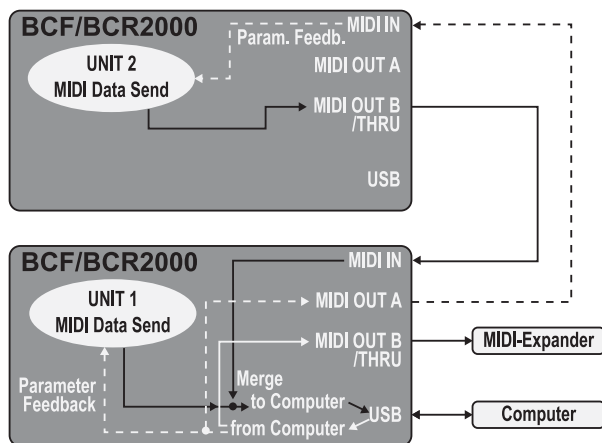 BCF/BCR2000
MIDI IN
Param. Feedb.
UNIT 2
MIDI Data Send
MIDI OUT A
MIDI OUT B
/THRU
USB
BCF/BCR2000
MIDI IN
UNIT 1
MIDI Data Send
MIDI OUT A
MIDI OUT B
/THRU
MIDI-Expander
Parameter
Feedback
Merge
to Computer
from Computer
USB
Computer